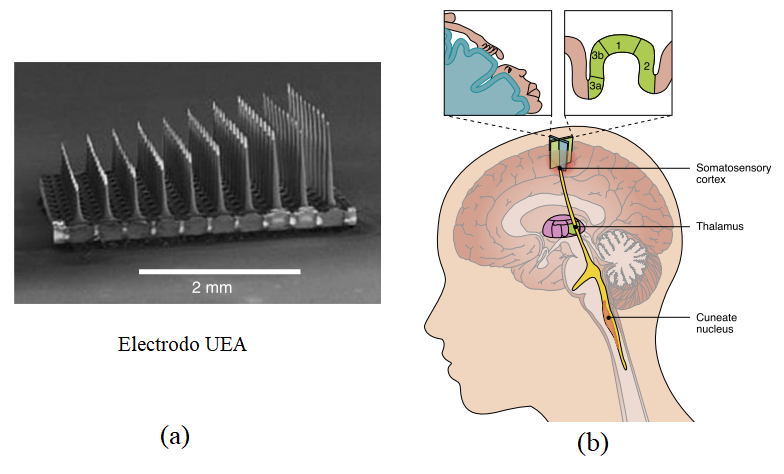 2 mm
Electrodo UEA
(a)
3b
1
2
3a
Somatosensory
cortex
Thalamus
Cuneate
nucleus
(b)